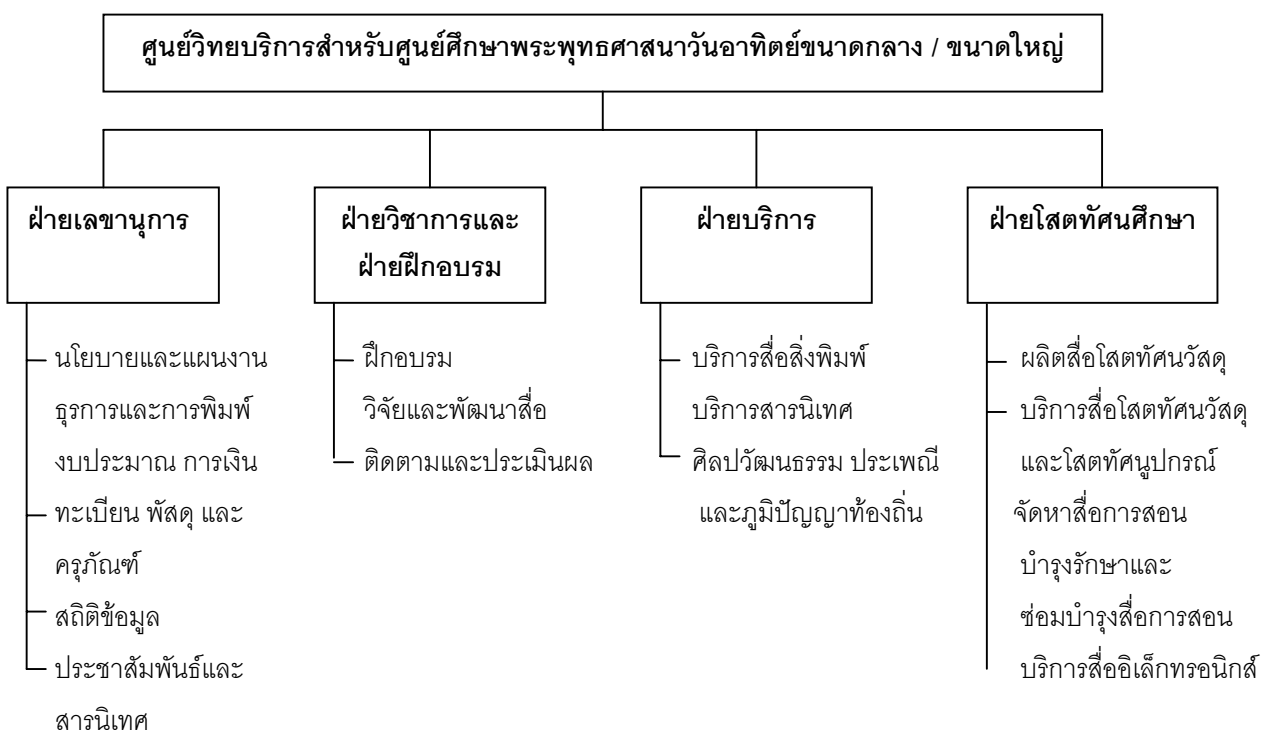 ศูนย์วิทยบริการสำหรับศูนย์ศึกษาพระพุทธศาสนาวันอาทิตย์ขนาดกลาง / ขนาดใหญ่
ฝ่ายเลขานุการ
นโยบายและแผนงาน
ธุรการและการพิมพ์
งบประมาณ การเงิน
ทะเบียน พัสดุ และ
ครุภัณฑ์
สถิติข้อมูล
ประชาสัมพันธ์และ
สารนิเทศ
ฝ่ายวิชาการและ
ฝ่ายฝึกอบรม
ฝึกอบรม
วิจัยและพัฒนาสื่อ
ติดตามและประเมินผล
ฝ่ายบริการ
บริการสื่อสิ่งพิมพ์
บริการสารนิเทศ
ศิลปวัฒนธรรม ประเพณี
และภูมิปัญญาท้องถิ่น
ฝ่ายโสตทัศนศึกษา
ผลิตสื่อโสตทัศนวัสดุ
บริการสื่อโสตทัศนวัสดุ
และโสตทัศนูปกรณ์
จัดหาสื่อการสอน
บำรุงรักษาและ
ซ่อมบำรุงสื่อการสอน
บริการสื่ออิเล็กทรอนิกส์